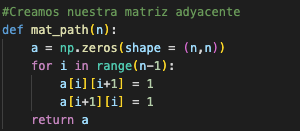 #Creamos nuestra matriz adyacente
def mat_path(n):
    a = np.zeros(shape = (n,n))
    for i in range(n-1):
        a[i][i+1] = 1
        a[i+1][i] = 1
    return a